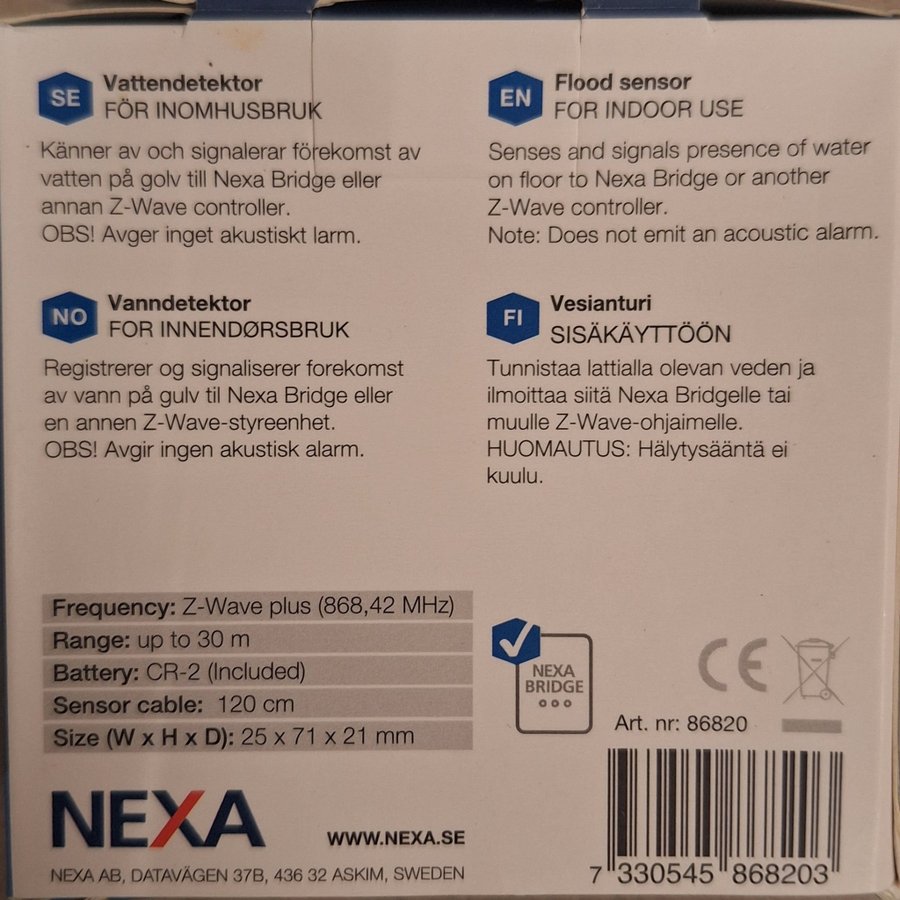 SE
Vattendetektor
FÖR INOMHUSBRUK
Känner av och signalerar förekomst av
vatten på golv till Nexa Bridge eller
annan Z-Wave controller.
OBS! Avger inget akustiskt larm.
EN
Flood sensor
FOR INDOOR USE
Senses and signals presence of water
on floor to Nexa Bridge or another
Z-Wave controller.
Note: Does not emit an acoustic alarm.
NO
Vanndetektor
FOR INNENDØRSBRUK
Registrerer og signaliserer forekomst
av vann på gulv til Nexa Bridge eller
en annen Z-Wave-styreenhet.
OBS! Avgir ingen akustisk alarm.
FI
Vesianturi
SISÄKÄYTTÖÖN
Tunnistaa lattialla olevan veden ja
ilmoittaa siitä Nexa Bridgelle tai
muulle Z-Wave-ohjaimelle.
HUOMAUTUS: Hälytysääntä ei
kuulu.
Frequency: Z-Wave plus (868,42 MHz)
Range: up to 30 m
Battery: CR-2 (Included)
Sensor cable: 120 cm
Size (W x H x D): 25 x 71 x 21 mm
NEXA
BRIDGE
CE
Art. nr: 86820
NEXA
WWW.NEXA.SE
NEXA AB, DATAVÄGEN 37B, 436 32 ASKIM, SWEDEN
7 330545 868203